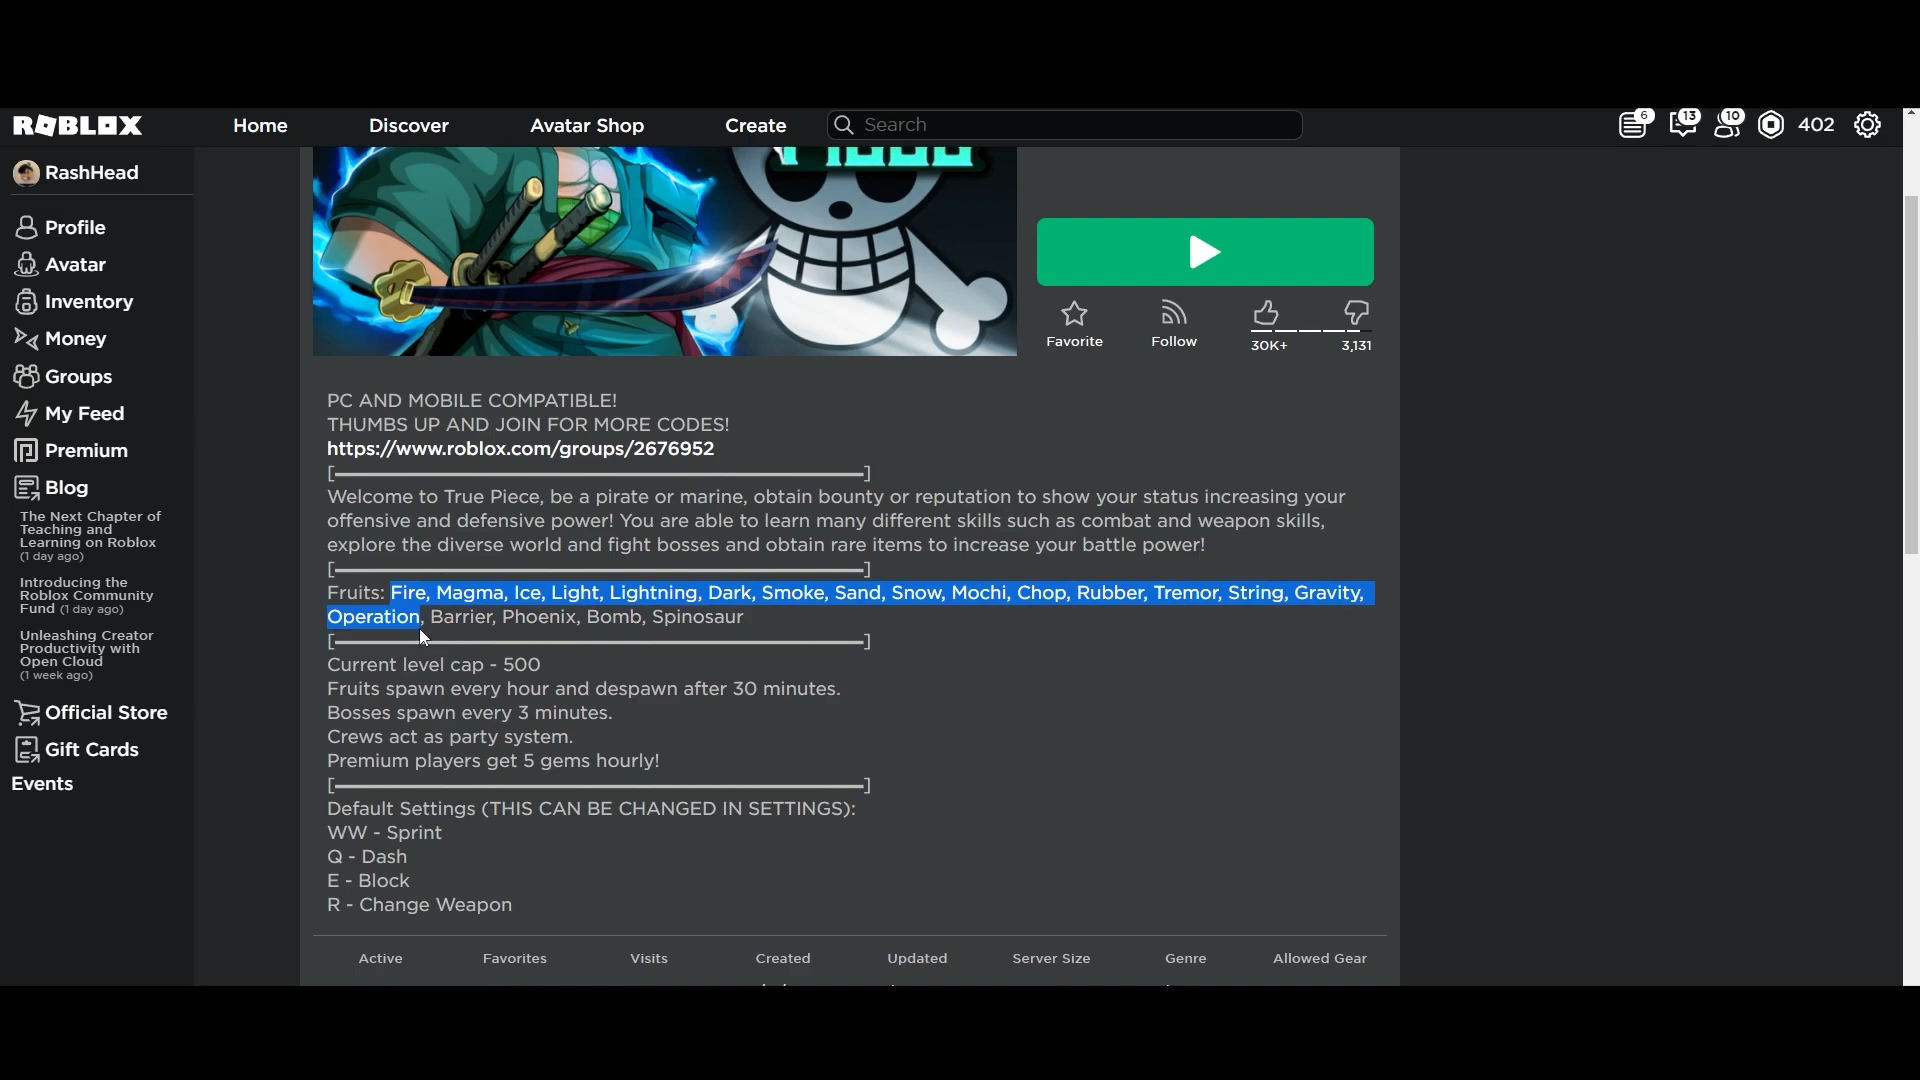 ROBLOX
Home
Discover
Avatar Shop
Create
Search
6
13
10
402
RashHead
Profile
Avatar
Inventory
Money
Groups
My Feed
Premium
Blog
The Next Chapter of
Teaching and
Learning on Roblox
(1 day ago)
Introducing the
Roblox Community
Fund (1 day ago)
Unleashing Creator
Productivity with
Open Cloud
(1 week ago)
Official Store
Gift Cards
Events
Favorite
Follow
30K+
3,131
PC AND MOBILE COMPATIBLE!
THUMBS UP AND JOIN FOR MORE CODES!
https://www.roblox.com/groups/2676952
Welcome to True Piece, be a pirate or marine, obtain bounty or reputation to show your status increasing your
offensive and defensive power! You are able to learn many different skills such as combat and weapon skills,
explore the diverse world and fight bosses and obtain rare items to increase your battle power!
Fruits: Fire, Magma, Ice, Light, Lightning, Dark, Smoke, Sand, Snow, Mochi, Chop, Rubber, Tremor, String, Gravity,
Operation, Barrier, Phoenix, Bomb, Spinosaur
Current level cap - 500
Fruits spawn every hour and despawn after 30 minutes.
Bosses spawn every 3 minutes.
Crews act as party system.
Premium players get 5 gems hourly!
Default Settings (THIS CAN BE CHANGED IN SETTINGS):
WW - Sprint
Q - Dash
E - Block
R - Change Weapon
Active
Favorites
Visits
Created
Updated
Server Size
Genre
Allowed Gear